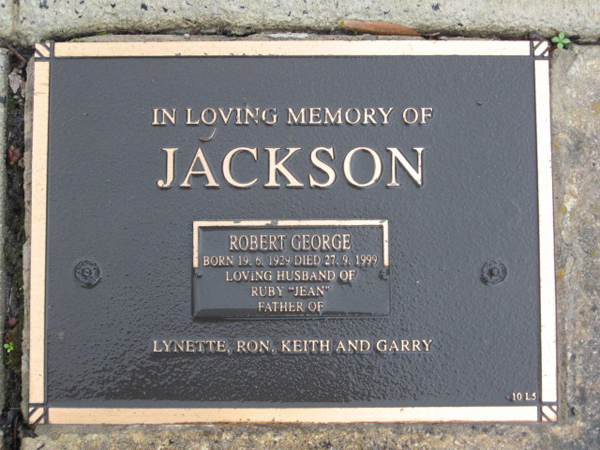 IN LOVING MEMORY OF
JACKSON
ROBERT GEORGE
BORN 19. 6. 1929 DIED 27. 9. 1999
LOVING HUSBAND OF
RUBY "JEAN"
FATHER OF
LYNETTE, RON, KEITH AND GARRY
10 L5